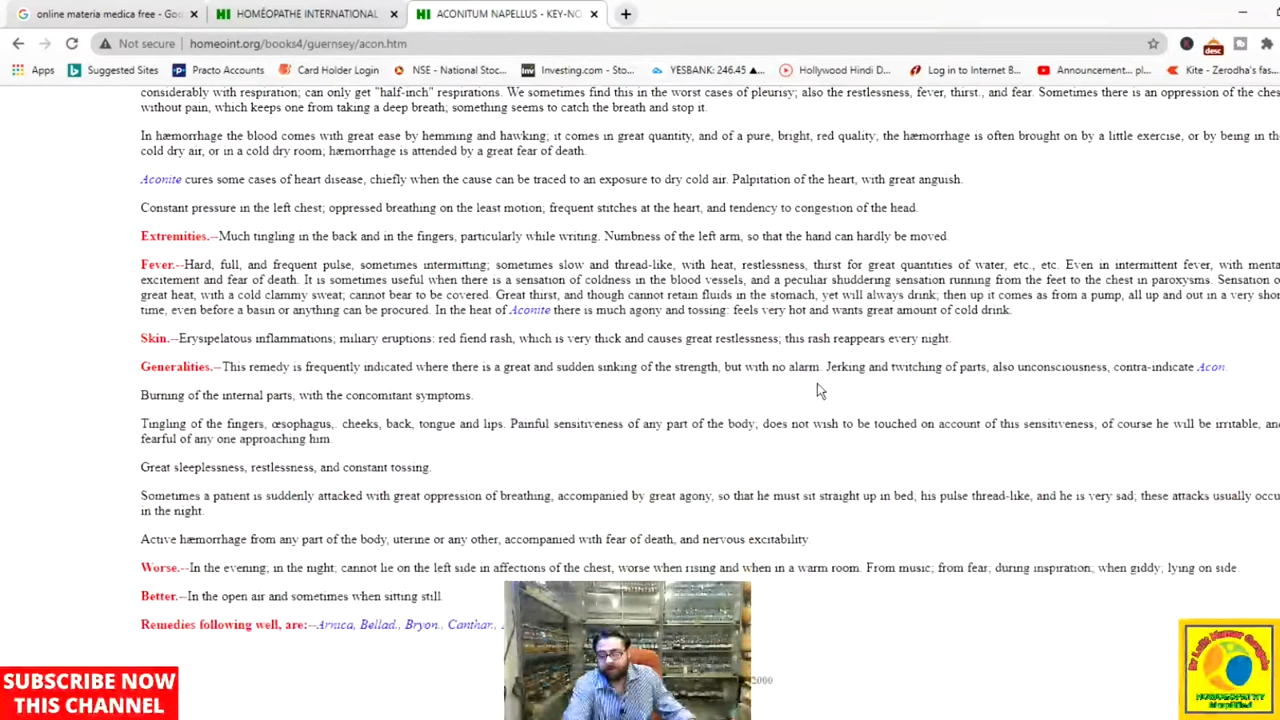 online materia medica free - Goo
HOMÉOPATHE INTERNATIONAL
ACONITUM NAPELLUS - KEY-NO
Not secure | homeoint.org/books4/guernsey/acon.htm
Apps Suggested Sites Practo Accounts Card Holder Login NSE - National Stoc... Investing.com - Sto... YESBANK: 246.45 ▲... Hollywood Hindi D... Log in to Internet B... Announcement... pl... Kite - Zerodha's fas
considerably with respiration; can only get "half-inch" respirations. We sometimes find this in the worst cases of pleurisy; also the restlessness, fever, thirst., and fear. Sometimes there is an oppression of the ches
without pain, which keeps one from taking a deep breath; something seems to catch the breath and stop it.
In hæmorrhage the blood comes with great ease by hemming and hawking; it comes in great quantity, and of a pure, bright, red quality; the hæmorrhage is often brought on by a little exercise, or by being in the
cold dry air, or in a cold dry room; hæmorrhage is attended by a great fear of death.
Aconite cures some cases of heart disease, chiefly when the cause can be traced to an exposure to dry cold air. Palpitation of the heart, with great anguish.
Constant pressure in the left chest; oppressed breathing on the least motion; frequent stitches at the heart, and tendency to congestion of the head.
Extremities.--Much tingling in the back and in the fingers, particularly while writing. Numbness of the left arm, so that the hand can hardly be moved.
Fever.--Hard, full, and frequent pulse, sometimes intermitting; sometimes slow and thread-like, with heat, restlessness, thirst for great quantities of water, etc., etc. Even in intermittent fever, with menta
excitement and fear of death. It is sometimes useful when there is a sensation of coldness in the blood vessels, and a peculiar shuddering sensation running from the feet to the chest in paroxysms. Sensation o
great heat, with a cold clammy sweat; cannot bear to be covered. Great thirst, and though cannot retain fluids in the stomach, yet will always drink; then up it comes as from a pump, all up and out in a very shor
time, even before a basin or anything can be procured. In the heat of Aconite there is much agony and tossing: feels very hot and wants great amount of cold drink.
Skin.--Erysipelatous inflammations; miliary eruptions: red fiend rash, which is very thick and causes great restlessness; this rash reappears every night.
Generalities.--This remedy is frequently indicated where there is a great and sudden sinking of the strength, but with no alarm. Jerking and twitching of parts, also unconsciousness, contra-indicate Acon.
Burning of the internal parts, with the concomitant symptoms.
Tingling of the fingers, œsophagus,. cheeks, back, tongue and lips. Painful sensitiveness of any part of the body, does not wish to be touched on account of this sensitiveness; of course he will be irritable, and
fearful of any one approaching him.
Great sleeplessness, restlessness, and constant tossing.
Sometimes a patient is suddenly attacked with great oppression of breathing, accompanied by great agony, so that he must sit straight up in bed, his pulse thread-like, and he is very sad; these attacks usually occu
in the night.
Active hæmorrhage from any part of the body, uterine or any other, accompanied with fear of death, and nervous excitability
Worse.--In the evening; in the night; cannot lie on the left side in affections of the chest, worse when rising and when in a warm room. From music; from fear; during inspiration; when giddy; lying on side.
Better.--In the open air and sometimes when sitting still.
Remedies following well, are:--Arnica, Bellad., Bryon., Canthar.,
2000
SUBSCRIBE NOW
THIS CHANNEL
HOMOEOPATHY
Simplified